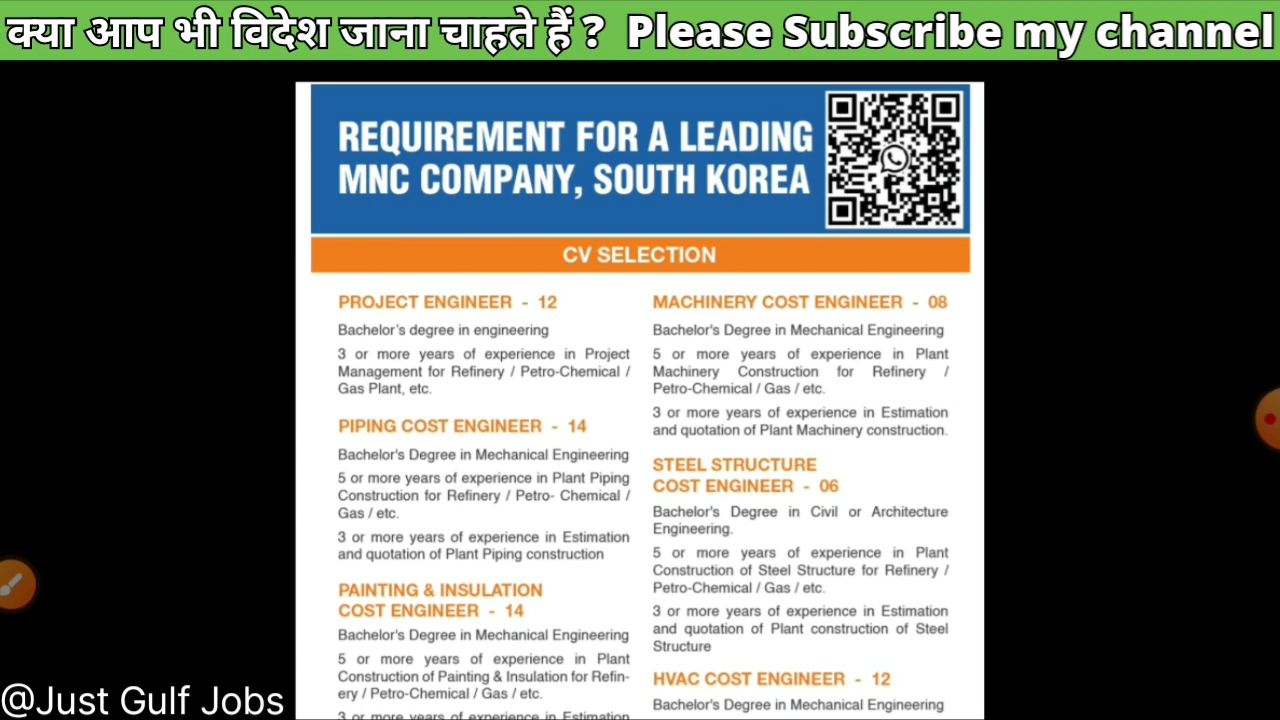 क्या आप भी विदेश जाना चाहते हैं ? Please Subscribe my channel
REQUIREMENT FOR A LEADING
MNC COMPANY, SOUTH KOREA
CV SELECTION
PROJECT ENGINEER - 12
Bachelor's degree in engineering
3 or more years of experience in Project
Management for Refinery / Petro-Chemical /
Gas Plant, etc.
PIPING COST ENGINEER - 14
Bachelor's Degree in Mechanical Engineering
5 or more years of experience in Plant Piping
Construction for Refinery / Petro- Chemical /
Gas / etc.
3 or more years of experience in Estimation
and quotation of Plant Piping construction
PAINTING & INSULATION
COST ENGINEER - 14
Bachelor's Degree in Mechanical Engineering
5 or more years of experience in Plant
Construction of Painting & Insulation for Refin-
ery / Petro-Chemical / Gas / etc.
3 or more years of experience in Estimation
MACHINERY COST ENGINEER - 08
Bachelor's Degree in Mechanical Engineering
5 or more years of experience in Plant
Machinery Construction for Refinery /
Petro-Chemical / Gas / etc.
3 or more years of experience in Estimation
and quotation of Plant Machinery construction.
STEEL STRUCTURE
COST ENGINEER - 06
Bachelor's Degree in Civil or Architecture
Engineering.
5 or more years of experience in Plant
Construction of Steel Structure for Refinery /
Petro-Chemical / Gas / etc.
3 or more years of experience in Estimation
and quotation of Plant construction of Steel
Structure
HVAC COST ENGINEER - 12
Bachelor's Degree in Mechanical Engineering
@Just Gulf Jobs